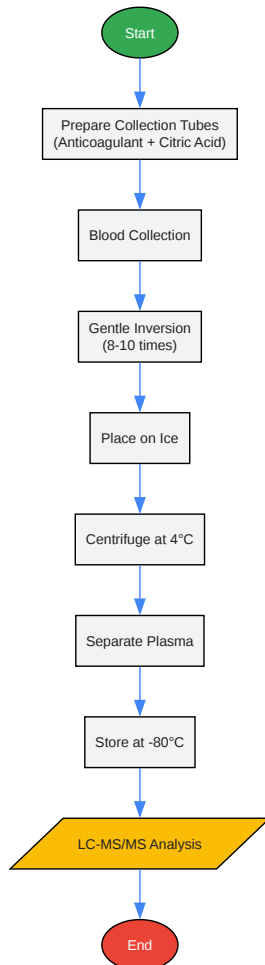 Start
Prepare Collection Tubes
(Anticoagulant + Citric Acid)
Blood Collection
Gentle Inversion
(8-10 times)
Place on Ice
Centrifuge at 4°C
Separate Plasma
Store at -80°C
LC-MS/MS Analysis
End